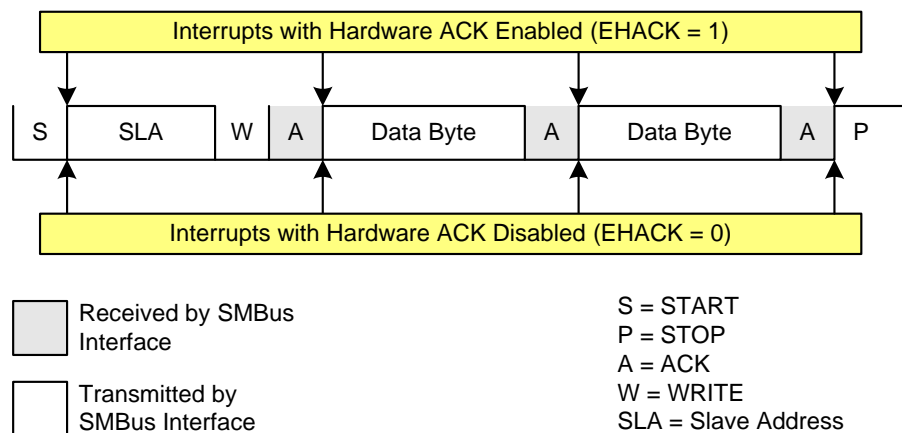 Interrupts with Hardware ACK Enabled (EHACK = 1)
S SLA W A Data Byte A Data Byte A P
Interrupts with Hardware ACK Disabled (EHACK = 0)
Received by SMBus
Interface
Transmitted by
SMBus Interface
S = START
P = STOP
A = ACK
W = WRITE
SLA = Slave Address